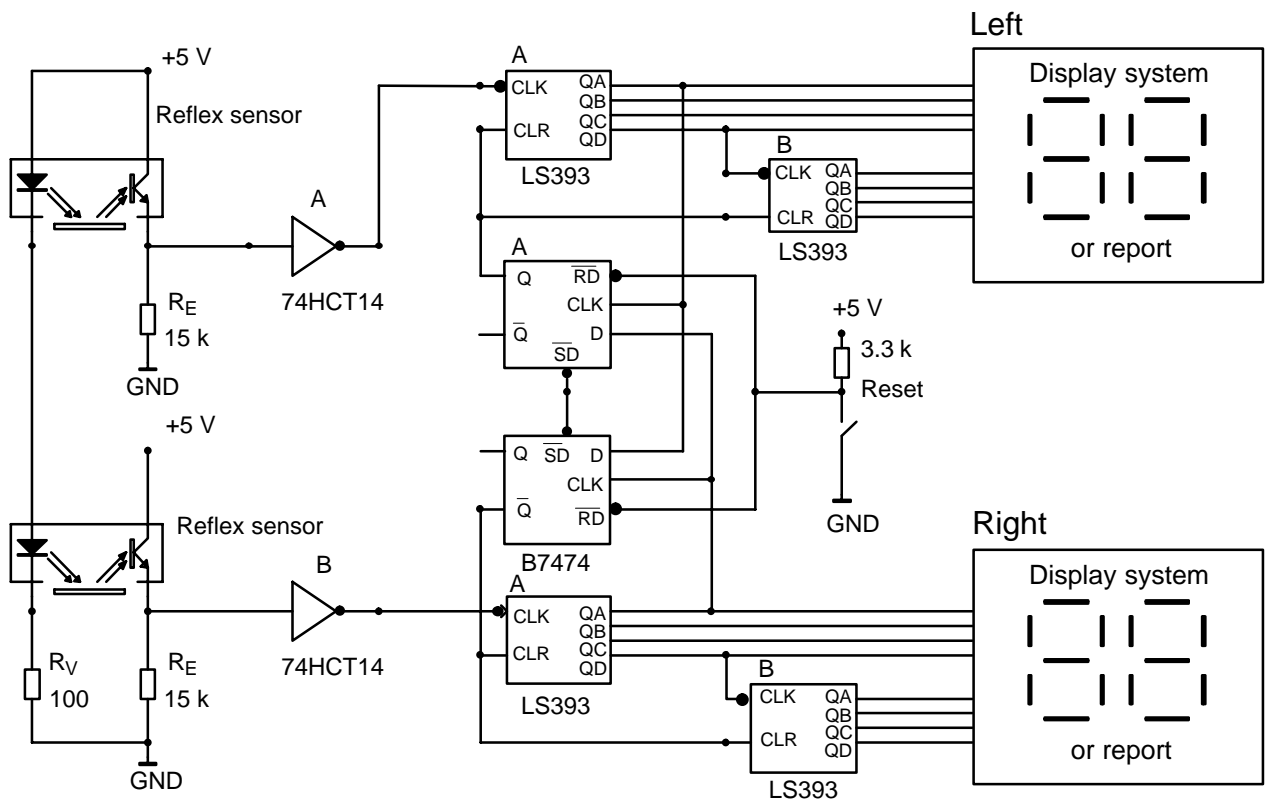 Left
+5 V
Reflex sensor
A
CLK
CLR
QA
QB
QC
QD
LS393
Display system
or report
B
CLK
CLR
QA
QB
QC
QD
LS393
A
74HCT14
RE
15 k
GND
A
Q
Q
RD
CLK
D
SD
+5 V
3.3 k
Reset
GND
+5 V
Reflex sensor
Q
SD
D
CLK
Q
RD
B7474
B
74HCT14
RV
100
RE
15 k
GND
A
CLK
CLR
QA
QB
QC
QD
LS393
B
CLK
CLR
QA
QB
QC
QD
LS393
Right
Display system
or report